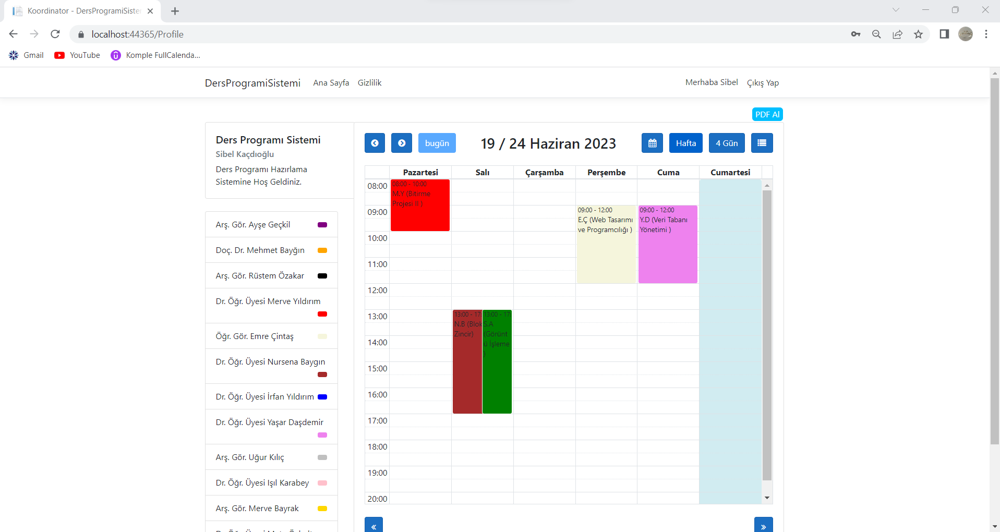 Koordinator - DersProgramiSister
localhost:44365/Profile
Gmail
YouTube
Komple FullCalenda...
DersProgramiSistemi
Ana Sayfa
Gizlilik
Merhaba Sibel
Çıkış Yap
PDF Al
Ders Programı Sistemi
Sibel Kaçdıoğlu
Ders Programı Hazırlama
Sistemine Hoş Geldiniz.
Arş. Gör. Ayşe Geçkil
Doç. Dr. Mehmet Bayğın
Arş. Gör. Rüstem Özakar
Dr. Öğr. Üyesi Merve Yıldırım
Öğr. Gör. Emre Çintaş
Dr. Öğr. Üyesi Nursena Baygın
Dr. Öğr. Üyesi İrfan Yıldırım
Dr. Öğr. Üyesi Yaşar Daşdemir
Arş. Gör. Uğur Kılıç
Dr. Öğr. Üyesi Işıl Karabey
Arş. Gör. Merve Bayrak
bugün
19 / 24 Haziran 2023
Hafta
4 Gün
Pazartesi
Salı
Çarşamba
Perşembe
Cuma
Cumartesi
08:00
09:00
10:00
11:00
12:00
13:00
14:00
15:00
16:00
17:00
18:00
19:00
20:00
08:00 - 10:00
M.Y (Bitirme
Projesi II )
13:00 - 17:
N.B (Blok
Zincir)
13:00 - 17:
S.A
(Görünt
ü İşleme
)
09:00 - 12:00
E.Ç (Web Tasarımı
ve Programcılığı )
09:00 - 12:00
Y.D (Veri Tabanı
Yönetimi )
«
»